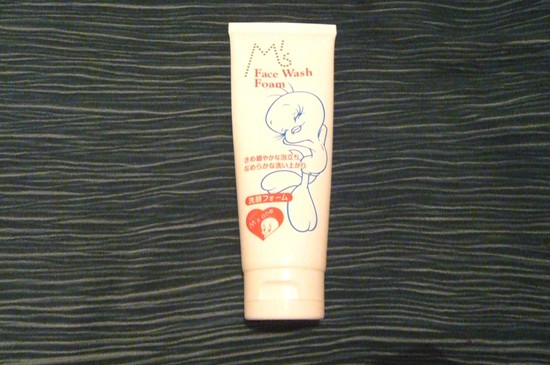 M's
Face Wash
Foam
きめ細やかな泡立ち
なめらかな洗い上がり
洗顔フォーム
M's one